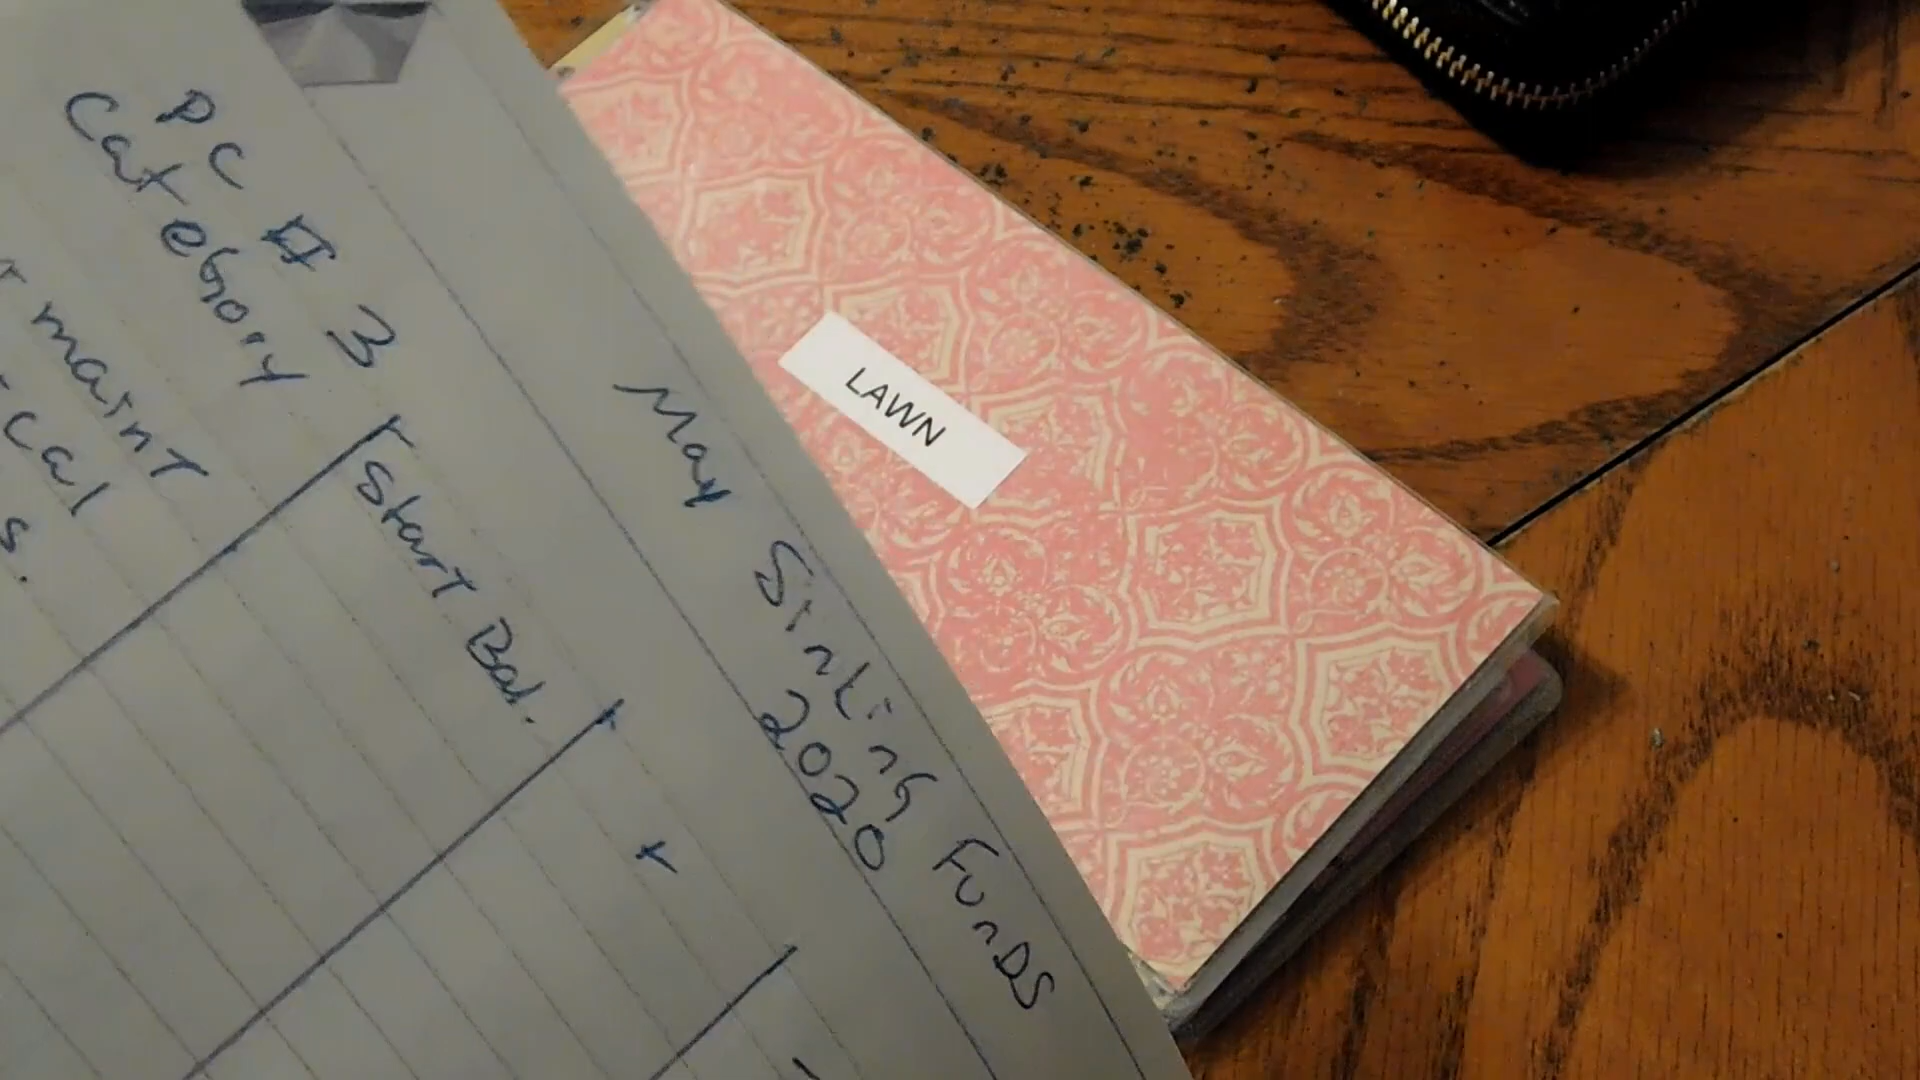 May Sinking Funds
2020
PC # 3
Category
Start Bal.
+
-
maint
cal
s.
LAWN